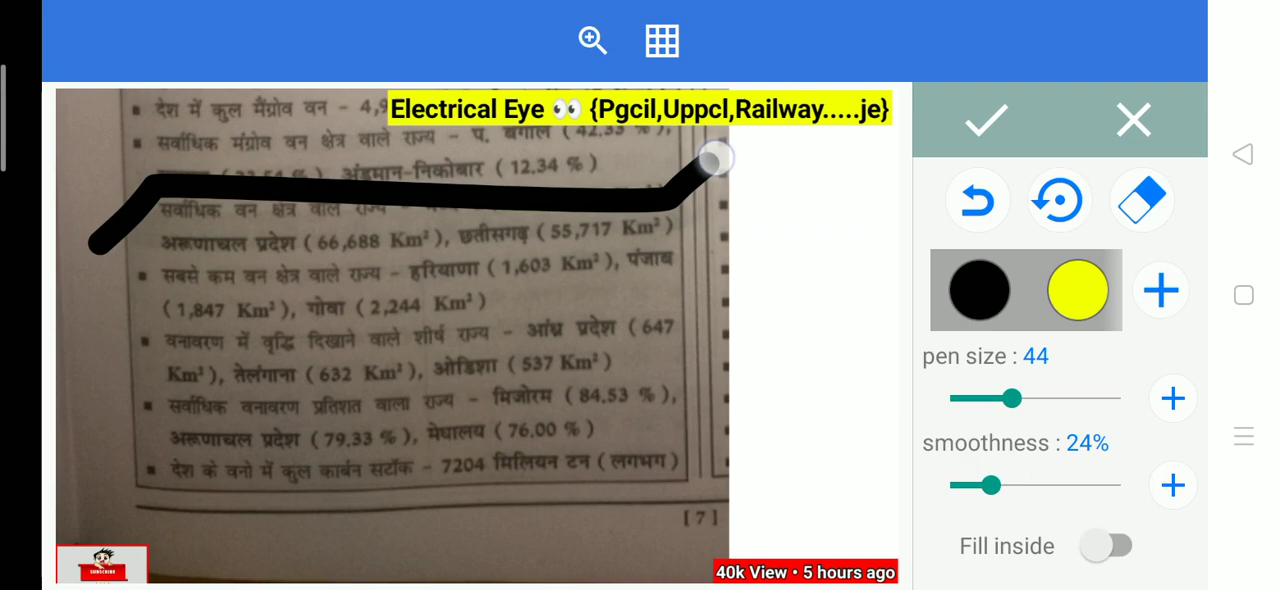 देश में कुल मैंग्रोव वन - 4,9
Electrical Eye 👀 {Pgcil,Uppcl,Railway.....je}
सर्वाधिक मंग्रोव वन क्षेत्र वाले राज्य - प. बंगाल ( 42.33 % ),
अंडमान-निकोबार ( 12.34 % )
सर्वाधिक वन क्षेत्र वाले राज्य -
अरूणाचल प्रदेश ( 66,688 Km² ), छतीसगढ़ ( 55,717 Km² )
सबसे कम वन क्षेत्र वाले राज्य - हरियाणा ( 1,603 Km² ), पंजाब
( 1,847 Km² ), गोवा ( 2,244 Km² )
वनावरण में वृद्धि दिखाने वाले शीर्ष राज्य - आंध्र प्रदेश ( 647
Km² ), तेलंगाना ( 632 Km² ), ओडिशा ( 537 Km² )
सर्वाधिक वनावरण प्रतिशत वाला राज्य - मिजोरम ( 84.53 % ),
अरूणाचल प्रदेश ( 79.33 % ), मेघालय ( 76.00 % )
देश के वनो में कुल कार्बन सटॉक - 7204 मिलियन टन ( लगभग )
[ 7 ]
SUBSCRIBE
40k View • 5 hours ago
pen size : 44
smoothness : 24%
Fill inside